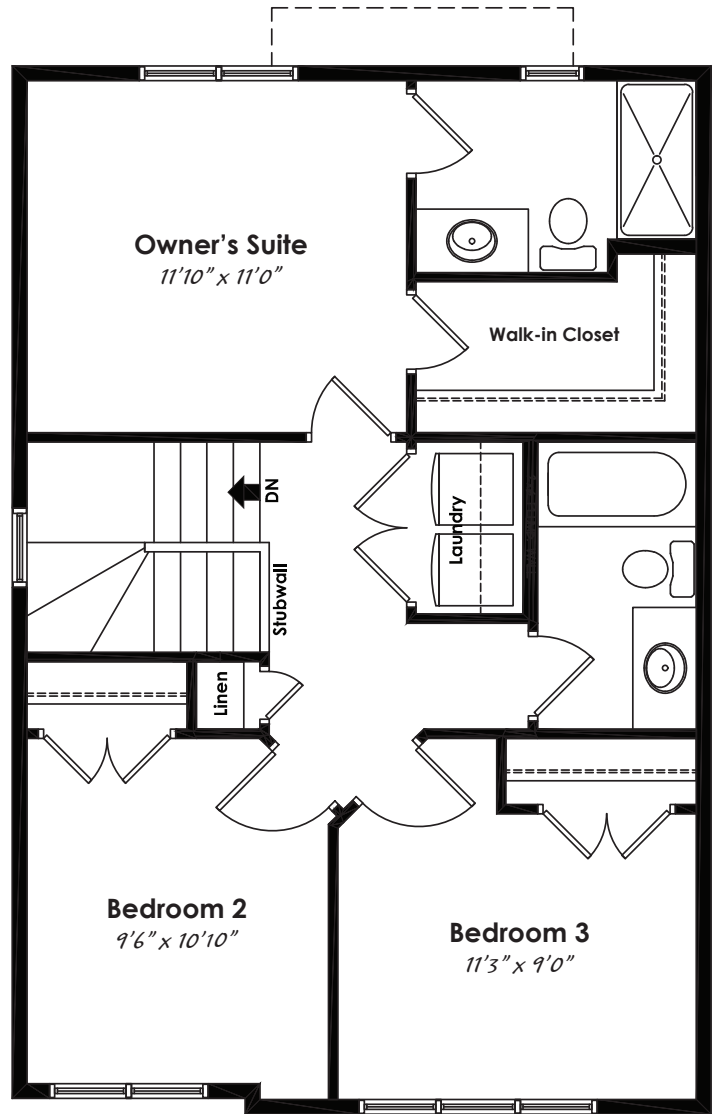 Owner’s Suite
11’10” x 11’0”
Walk-in Closet
DN
Laundry
Stubwall
Linen
Bedroom 2
9’6” x 10’10”
Bedroom 3
11’3” x 9’0”